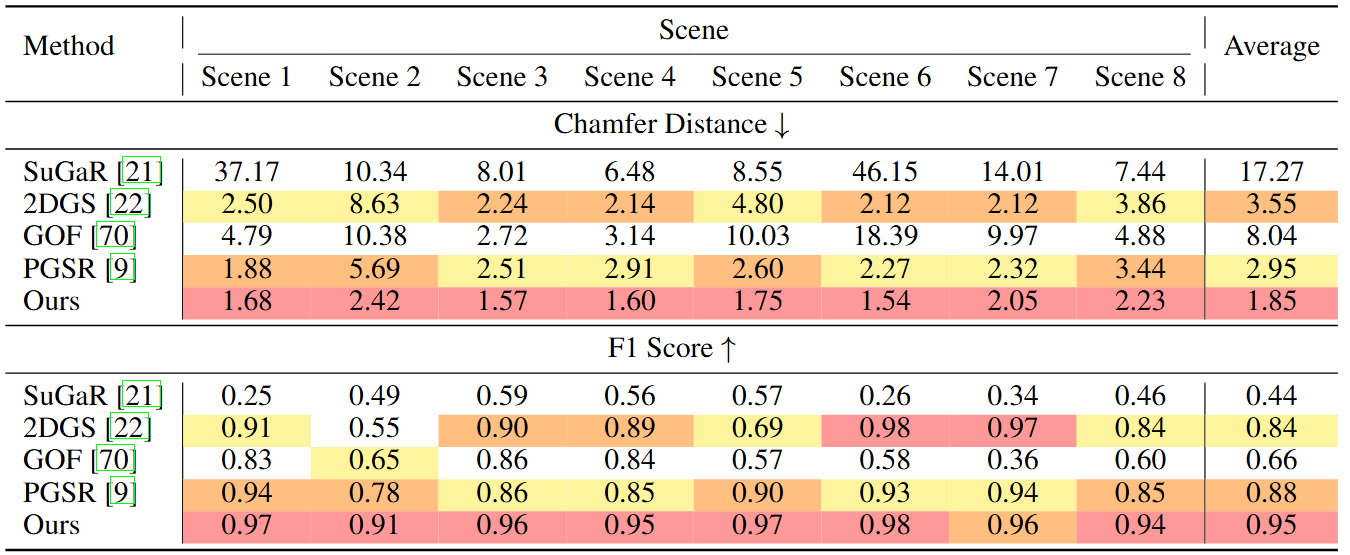 Method Scene Average
Scene 1 Scene 2 Scene 3 Scene 4 Scene 5 Scene 6 Scene 7 Scene 8
Chamfer Distance ↓
SuGaR [21] 37.17 10.34 8.01 6.48 8.55 46.15 14.01 7.44 17.27
2DGS [22] 2.50 8.63 2.24 2.14 4.80 2.12 2.12 3.86 3.55
GOF [70] 4.79 10.38 2.72 3.14 10.03 18.39 9.97 4.88 8.04
PGSR [9] 1.88 5.69 2.51 2.91 2.60 2.27 2.32 3.44 2.95
Ours 1.68 2.42 1.57 1.60 1.75 1.54 2.05 2.23 1.85
F1 Score ↑
SuGaR [21] 0.25 0.49 0.59 0.56 0.57 0.26 0.34 0.46 0.44
2DGS [22] 0.91 0.55 0.90 0.89 0.69 0.98 0.97 0.84 0.84
GOF [70] 0.83 0.65 0.86 0.84 0.57 0.58 0.36 0.60 0.66
PGSR [9] 0.94 0.78 0.86 0.85 0.90 0.93 0.94 0.85 0.88
Ours 0.97 0.91 0.96 0.95 0.97 0.98 0.96 0.94 0.95